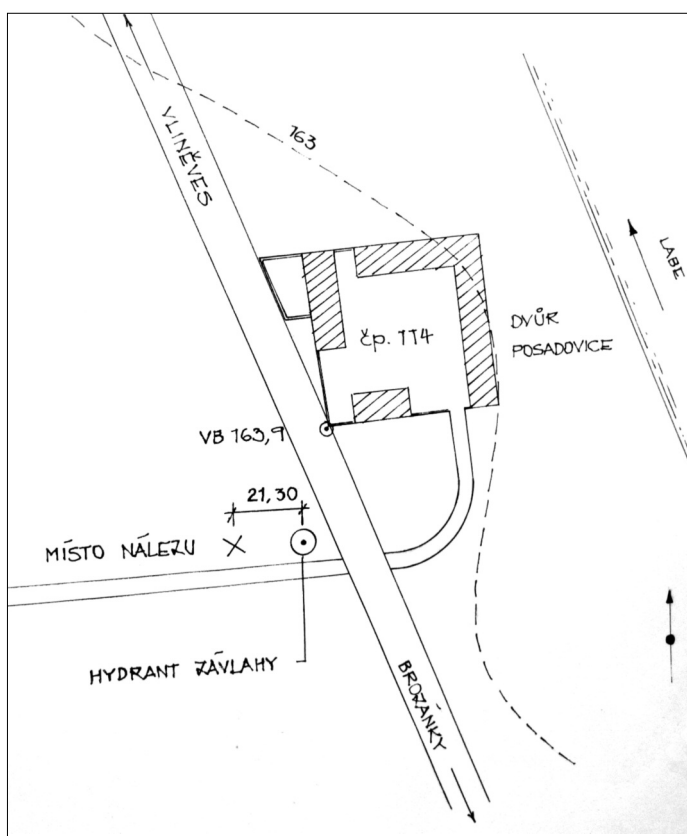 VLINĚVES
163
LABE
čp. 114
DVŮR
POSADOVICE
VB 163,9
21,30
MÍSTO NÁLEZU
HYDRANT ZÁVLAHY
BROZÁNKY